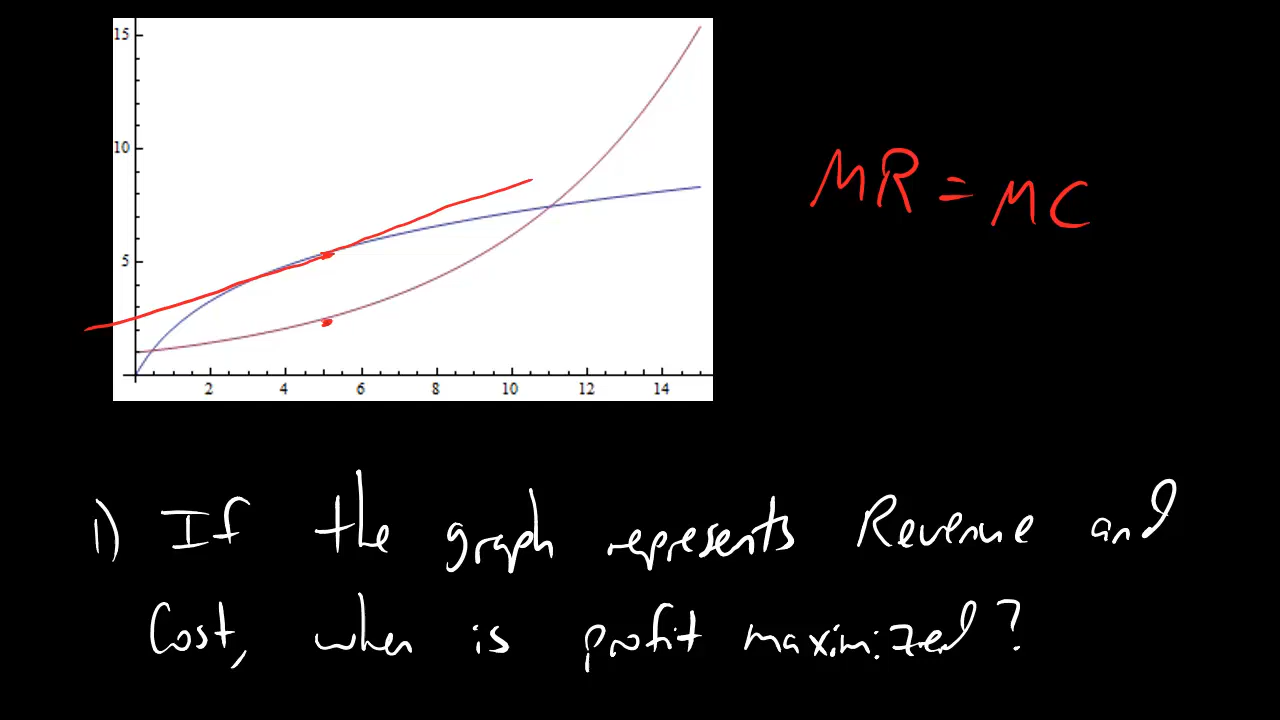 15
10
MR = MC
5
2 4 6 8 10 12 14
1) If the graph represents Revenue and
Cost, when is profit maximized?